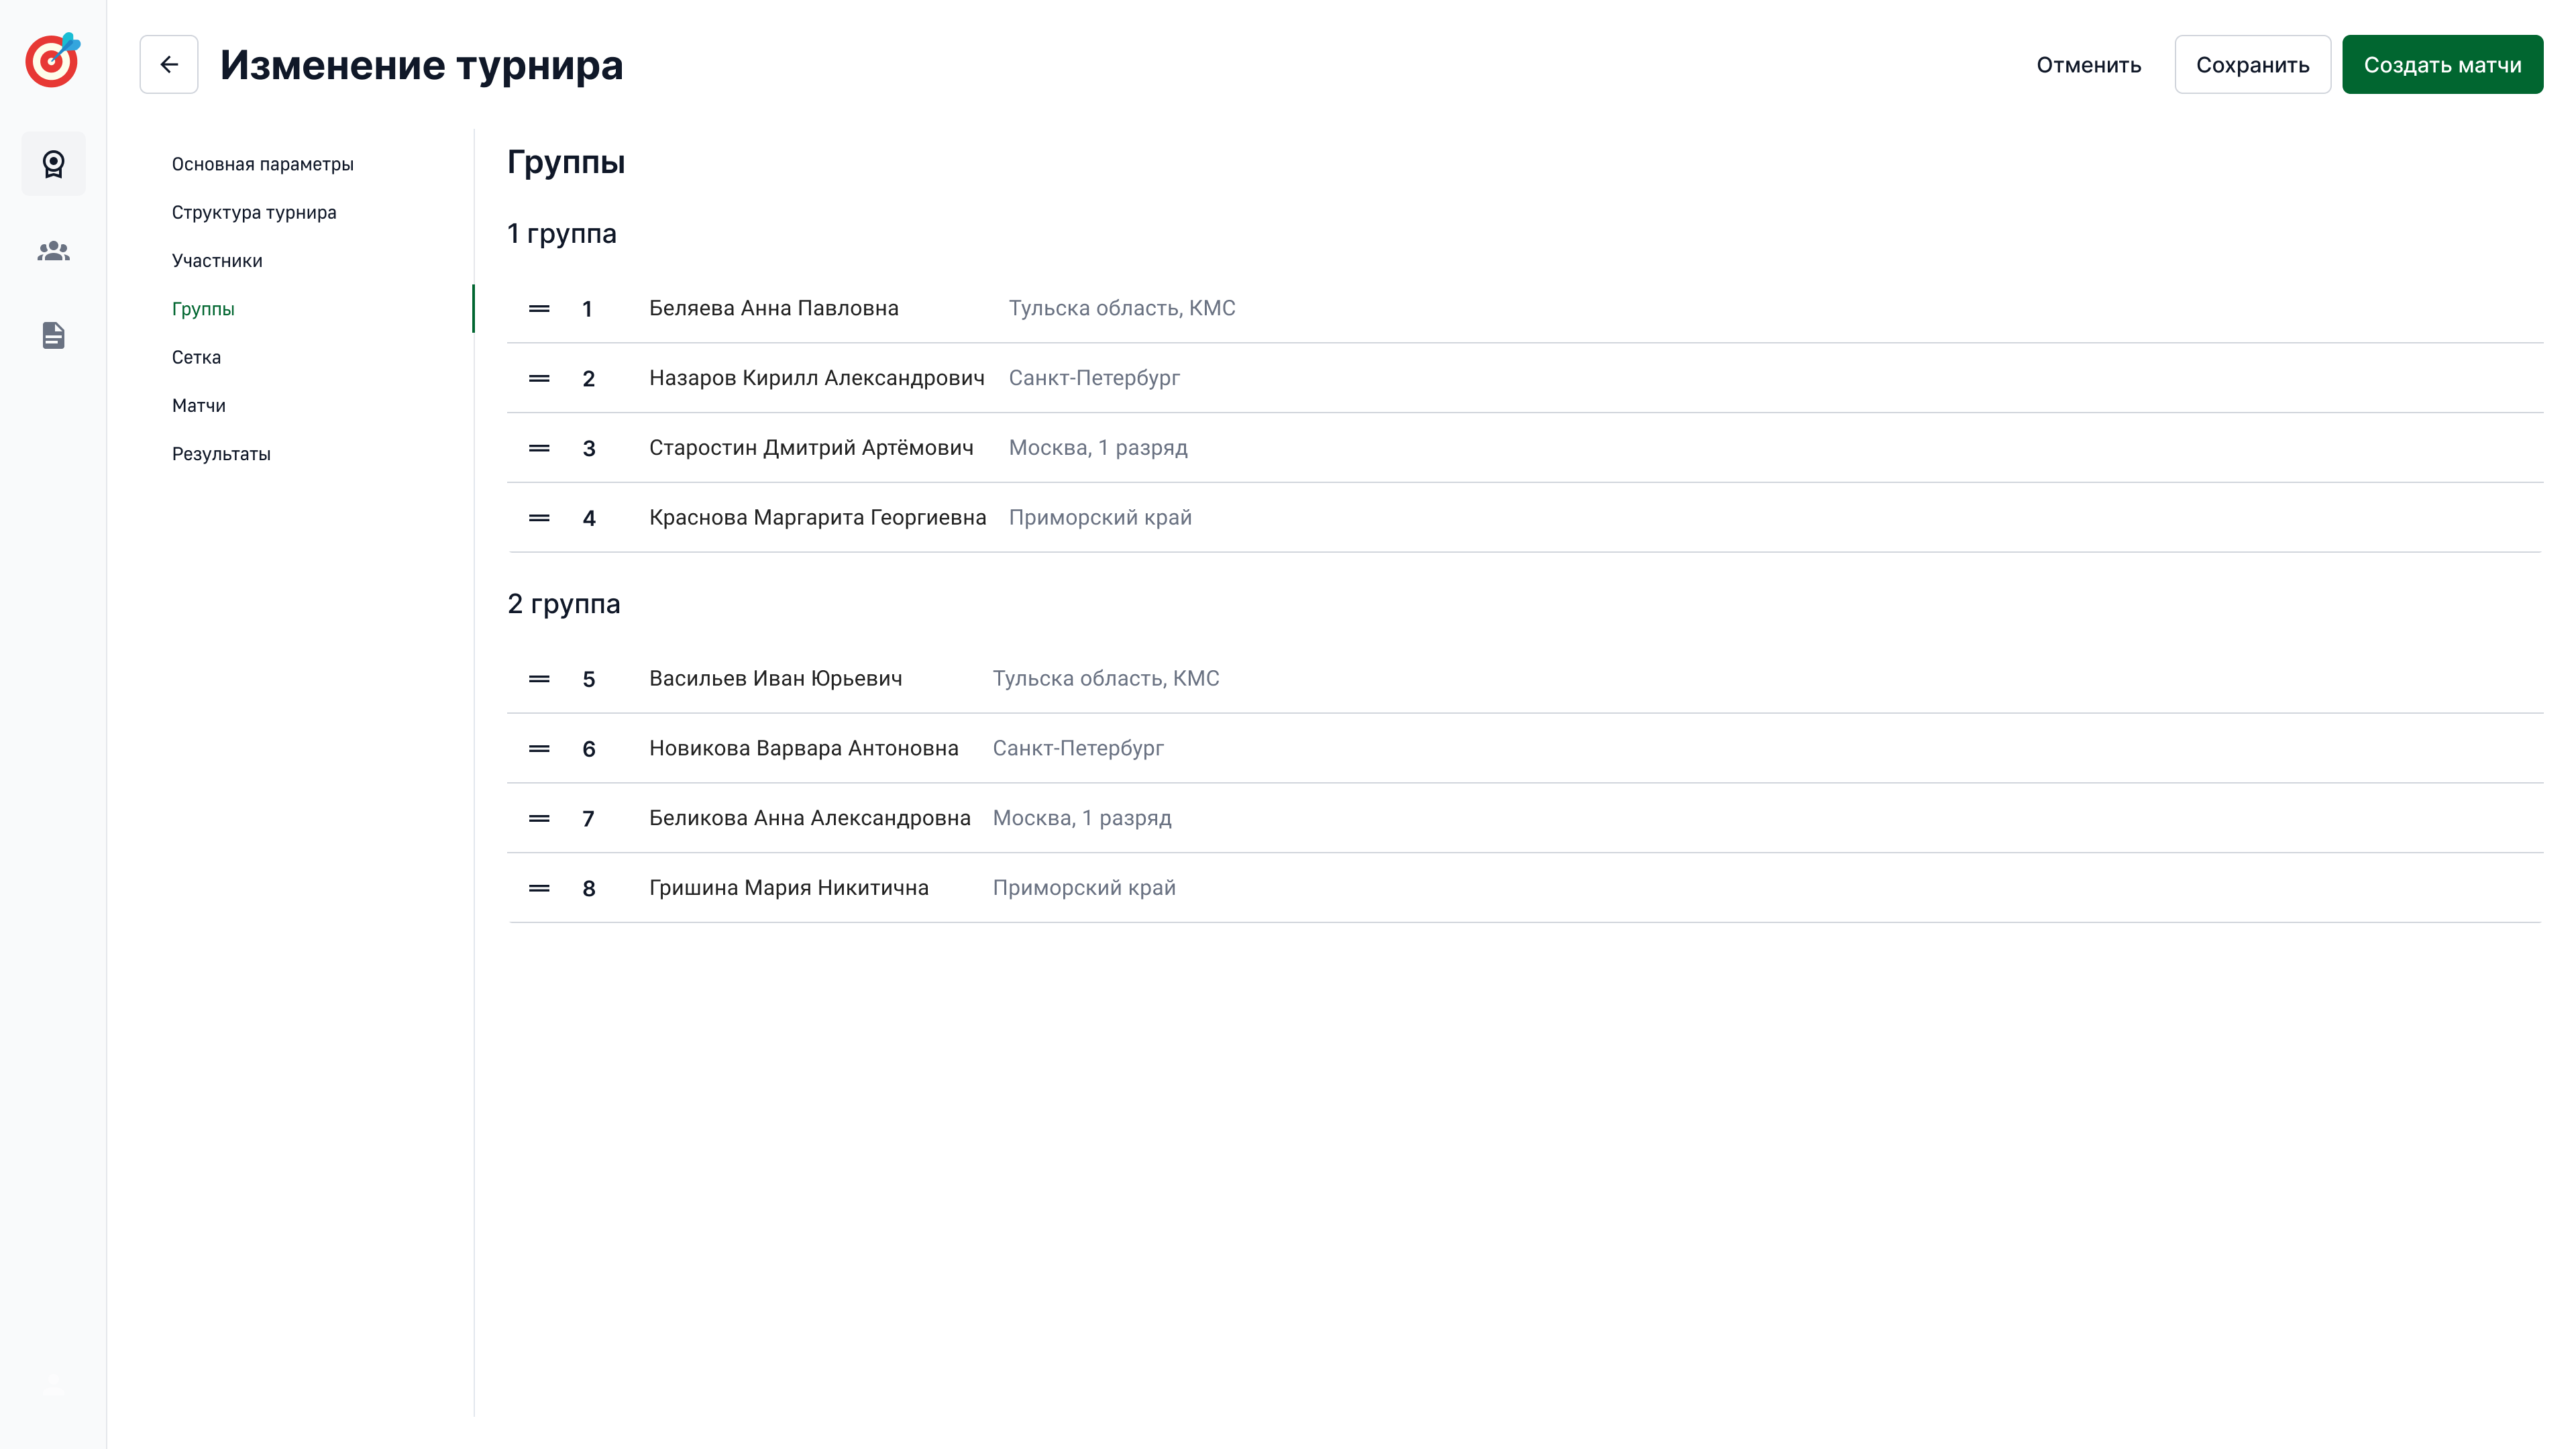 Изменение турнира
Отменить
Сохранить
Создать матчи
Основная параметры
Структура турнира
Участники
Группы
Сетка
Матчи
Результаты
Группы
1 группа
1 Беляева Анна Павловна Тульска область, КМС
2 Назаров Кирилл Александрович Санкт-Петербург
3 Старостин Дмитрий Артёмович Москва, 1 разряд
4 Краснова Маргарита Георгиевна Приморский край
2 группа
5 Васильев Иван Юрьевич Тульска область, КМС
6 Новикова Варвара Антоновна Санкт-Петербург
7 Беликова Анна Александровна Москва, 1 разряд
8 Гришина Мария Никитична Приморский край